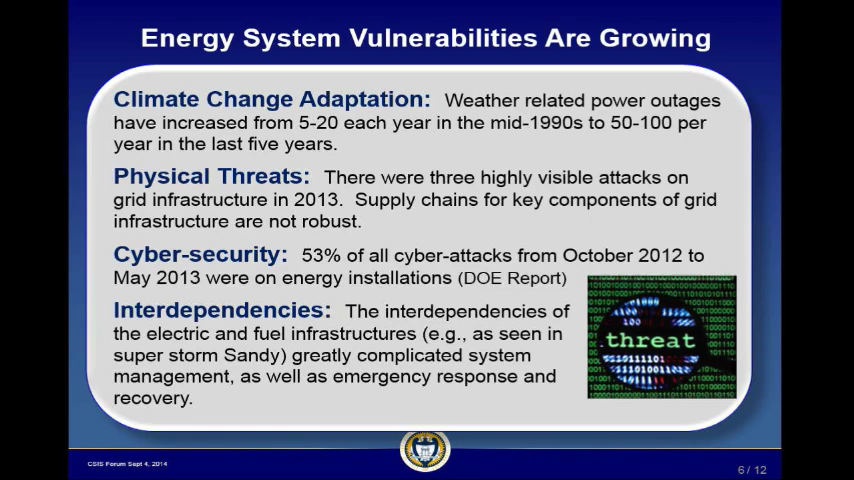 Energy System Vulnerabilities Are Growing
Climate Change Adaptation: Weather related power outages
have increased from 5-20 each year in the mid-1990s to 50-100 per
year in the last five years.
Physical Threats: There were three highly visible attacks on
grid infrastructure in 2013. Supply chains for key components of grid
infrastructure are not robust.
Cyber-security: 53% of all cyber-attacks from October 2012 to
May 2013 were on energy installations (DOE Report)
Interdependencies: The interdependencies of
the electric and fuel infrastructures (e.g., as seen in
super storm Sandy) greatly complicated system
management, as well as emergency response and
recovery.
threat
CSIS Forum Sept 4, 2014
6 / 12